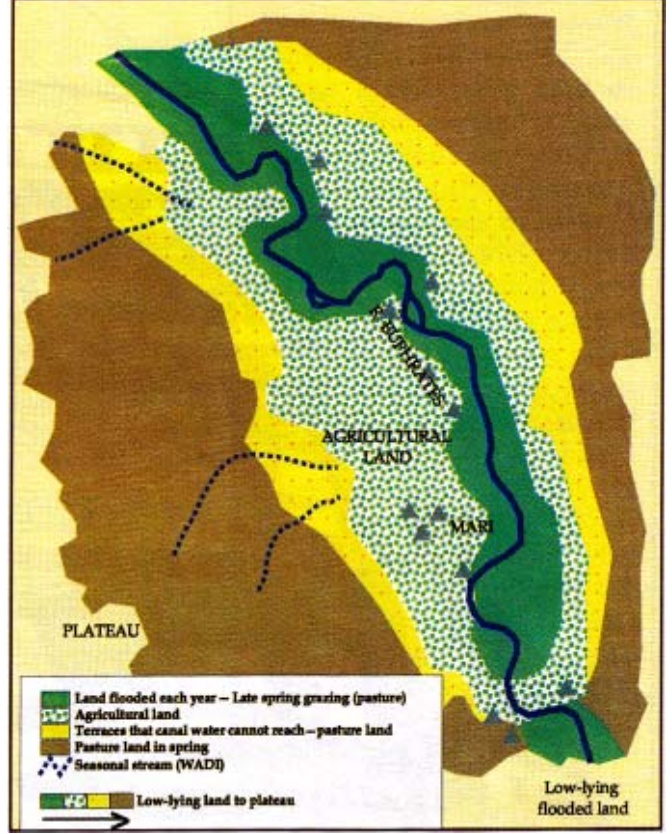 R. EUPHRATES
AGRICULTURAL
LAND
MARI
PLATEAU
Land flooded each year – Late spring grazing (pasture)
Agricultural land
Terraces that canal water cannot reach – pasture land
Pasture land in spring
Seasonal stream (WADI)
Low-lying land to plateau
Low-lying
flooded land